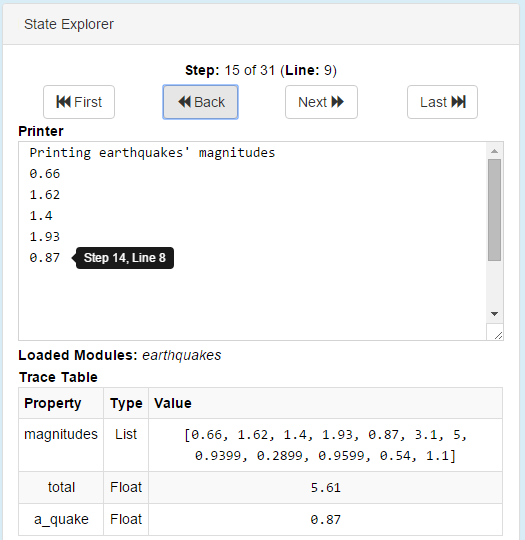 State Explorer
Step: 15 of 31 (Line: 9)
First Back Next Last
Printer
Printing earthquakes' magnitudes
0.66
1.62
1.4
1.93
0.87 Step 14, Line 8
Loaded Modules: earthquakes
Trace Table
Property Type Value
magnitudes List [0.66, 1.62, 1.4, 1.93, 0.87, 3.1, 5,
0.9399, 0.2899, 0.9599, 0.54, 1.1]
total Float 5.61
a_quake Float 0.87